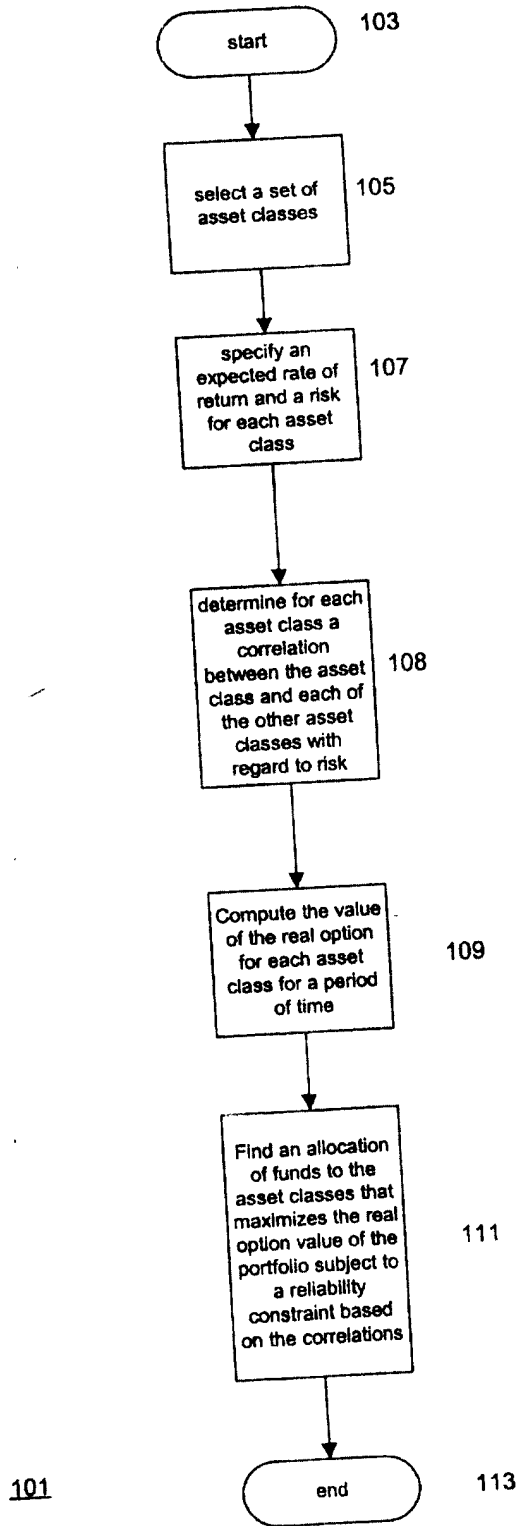 start
103
select a set of
asset classes
105
specify an
expected rate of
return and a risk
for each asset
class
107
determine for each
asset class a
correlation
between the asset
class and each of
the other asset
classes with
regard to risk
108
Compute the value
of the real option
for each asset
class for a period
of time
109
Find an allocation
of funds to the
asset classes that
maximizes the real
option value of the
portfolio subject to
a reliability
constraint based
on the correlations
111
101
end
113